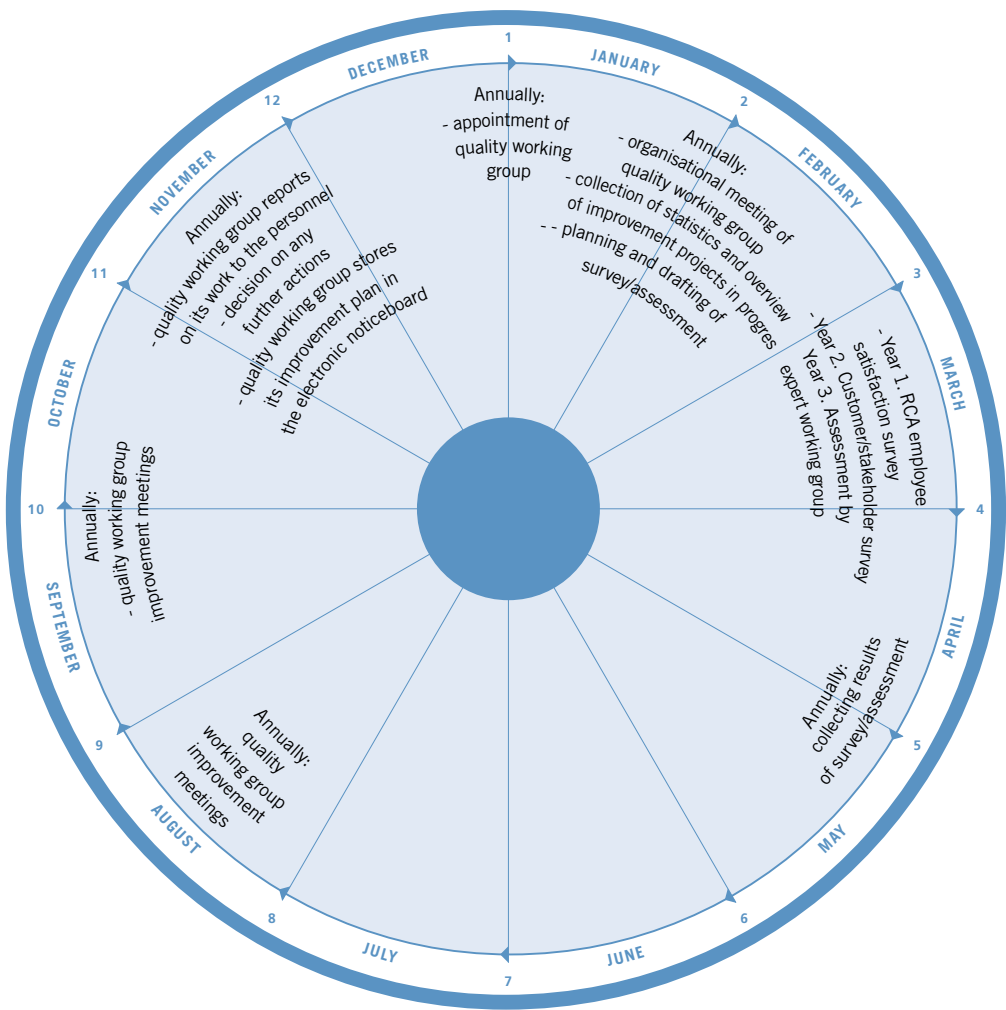 1
JANUARY
2
FEBRUARY
3
MARCH
4
APRIL
5
MAY
6
JUNE
7
JULY
8
AUGUST
9
SEPTEMBER
10
OCTOBER
11
NOVEMBER
12
DECEMBER
Annually:
- appointment of
quality working
group
Annually:
- organisational meeting of
quality working group
- collection of statistics and overview
of improvement projects in progres
- - planning and drafting of
survey/assessment
- Year 1. RCA employee
satisfaction survey
- Year 2. Customer/stakeholder survey
Year 3. Assessment by
expert working group
Annually:
collecting results
of survey/assessment
Annually:
quality
working group
improvement
meetings
Annually:
- quality working group
improvement meetings
Annually:
- quality working group reports
on its work to the personnel
- decision on any
further actions
- quality working group stores
its improvement plan in
the electronic noticeboard